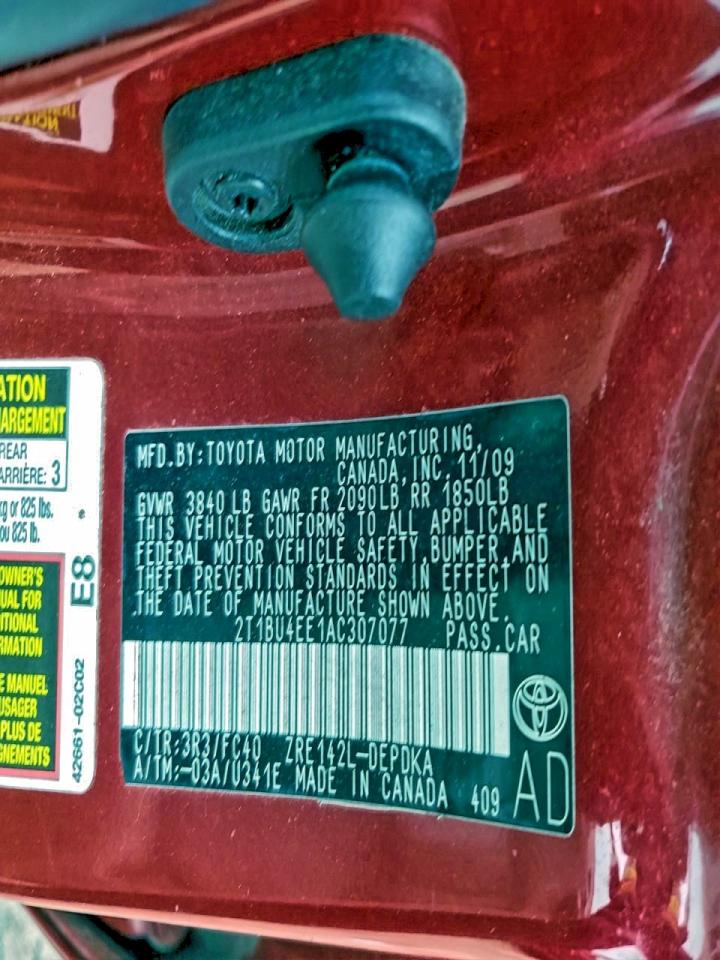 ATION
ARGEMENT
REAR
ARRIÈRE: 3
kg or 825 lbs.
ou 825 lb.
E8
OWNER'S
UAL FOR
ITIONAL
RMATION
E MANUEL
USAGER
PLUS DE
GNEMENTS
42661-02C02
MFD.BY:TOYOTA MOTOR MANUFACTURING,
CANADA,INC. 11/09
GVWR 3840 LB GAWR FR 2090LB RR 1850LB
THIS VEHICLE CONFORMS TO ALL APPLICABLE
FEDERAL MOTOR VEHICLE SAFETY,BUMPER,AND
THEFT PREVENTION STANDARDS IN EFFECT ON
THE DATE OF MANUFACTURE SHOWN ABOVE.
2T1BU4EE1AC307077 PASS.CAR
C/TR:3R3/FC40 ZRE142L-DEPDKA
A/TM:-03A/U341E MADE IN CANADA 409
AD